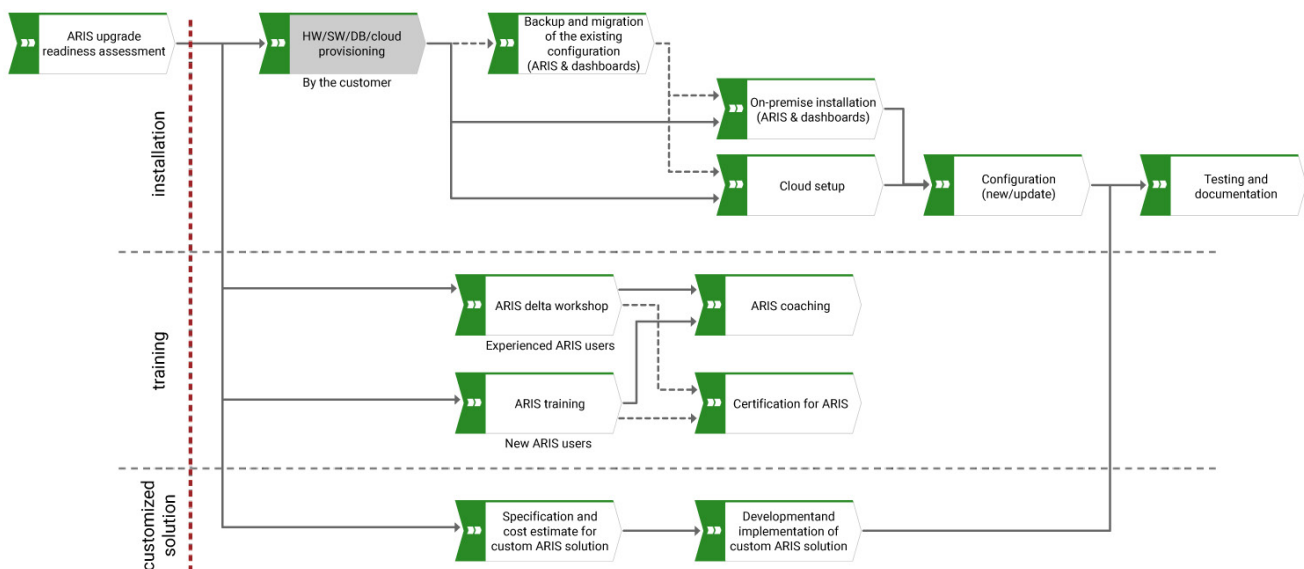 ARIS upgrade
readiness assessment
HW/SW/DB/cloud
provisioning
By the customer
Backup and migration
of the existing
configuration
(ARIS & dashboards)
On-premise installation
(ARIS & dashboards)
Cloud setup
Configuration
(new/update)
Testing and
documentation
installation
ARIS delta workshop
Experienced ARIS users
ARIS coaching
ARIS training
New ARIS users
Certification for ARIS
training
Specification and
cost estimate for
custom ARIS solution
Developmentand
implementation of
custom ARIS solution
customized
solution